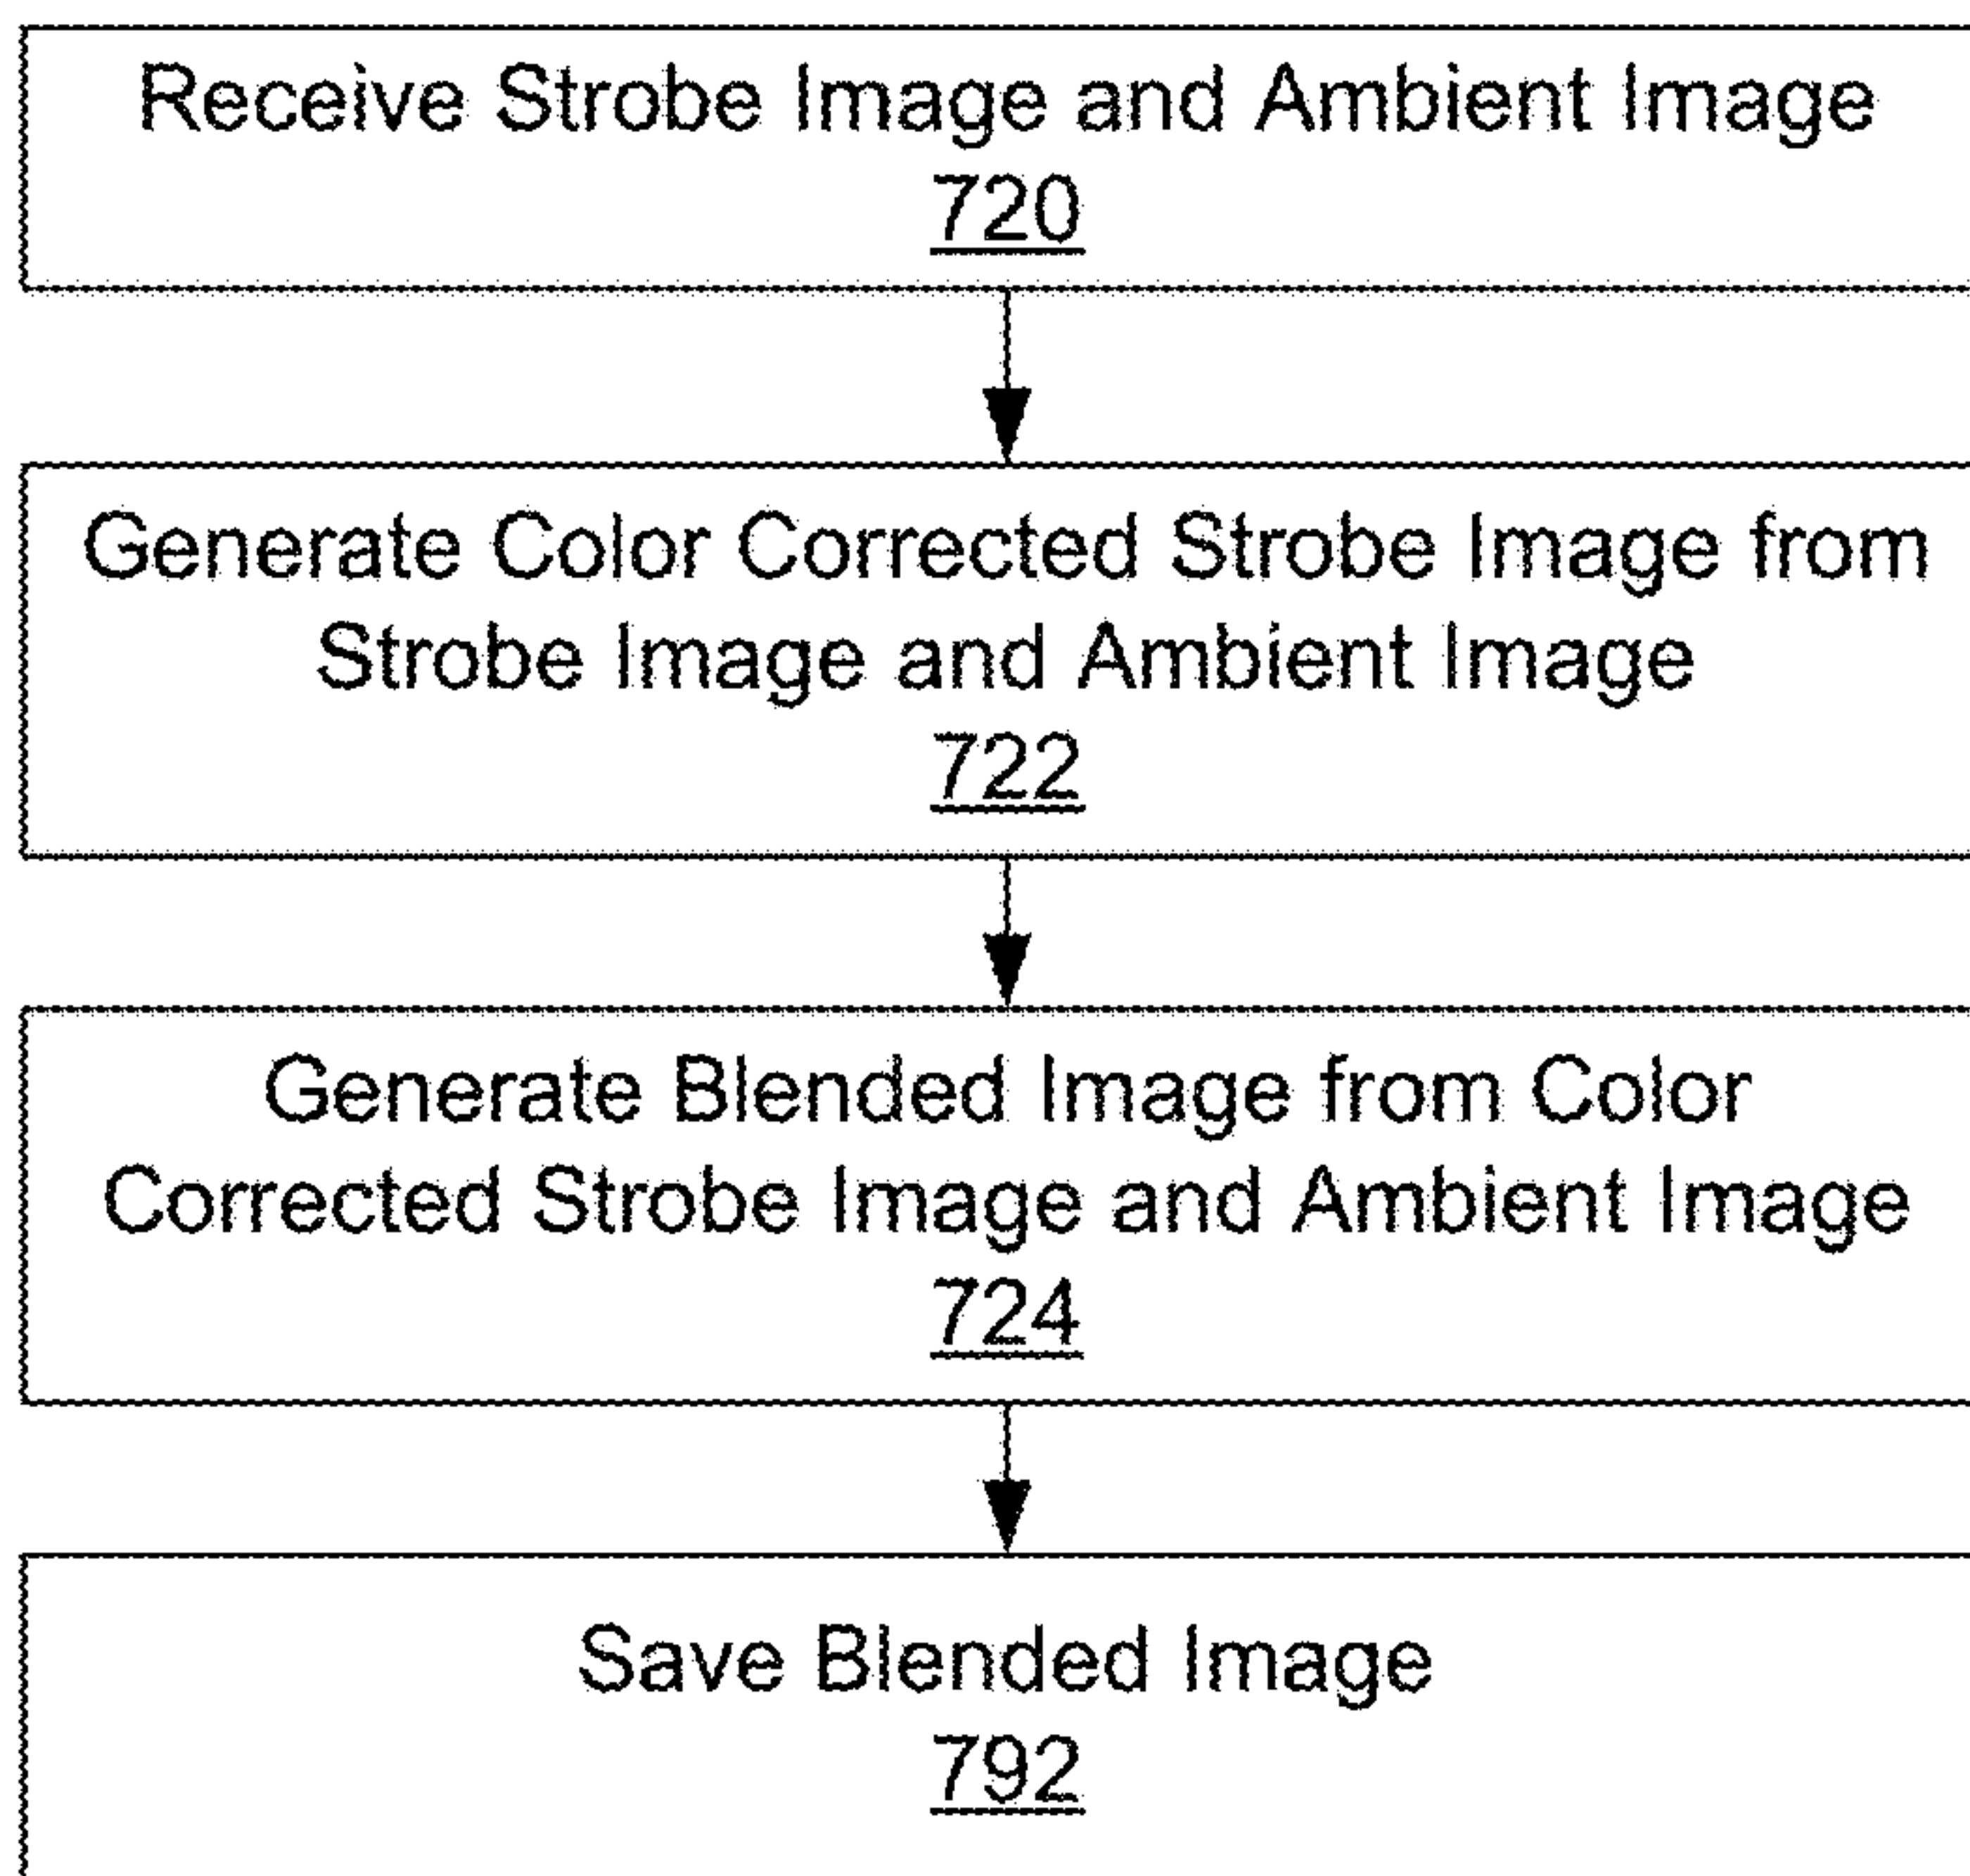 Receive Strobe Image and Ambient Image
720
Generate Color Corrected Strobe Image from
Strobe Image and Ambient Image
722
Generate Blended Image from Color
Corrected Strobe Image and Ambient Image
724
Save Blended Image
792